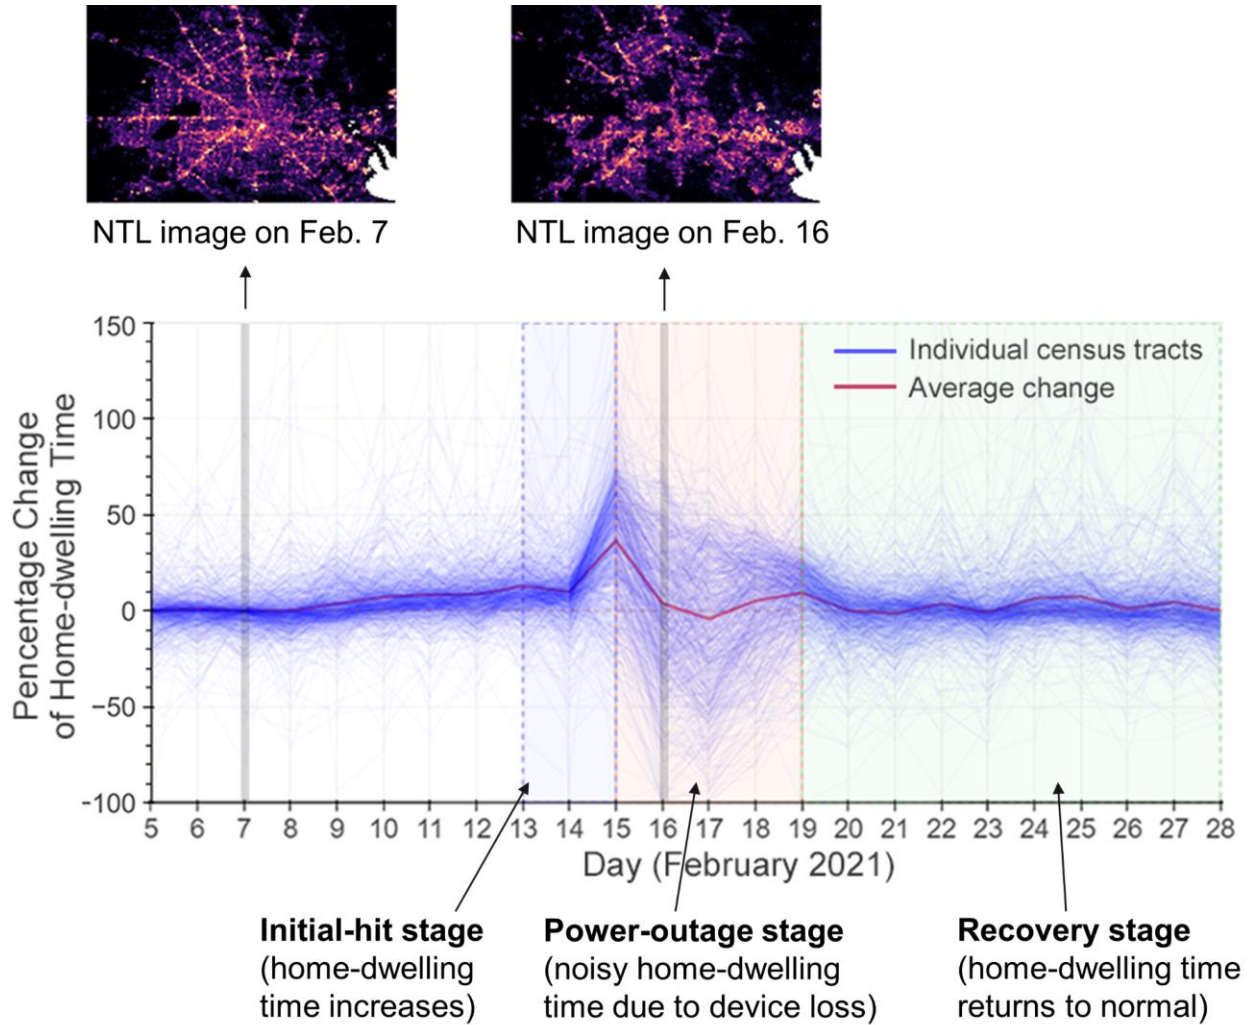 NTL image on Feb. 7
NTL image on Feb. 16
150
100
50
0
−50
−100
Pencentage Change
of Home-dwelling Time
Individual census tracts
Average change
5 6 7 8 9 10 11 12 13 14 15 16 17 18 19 20 21 22 23 24 25 26 27 28
Day (February 2021)
Initial-hit stage
(home-dwelling
time increases)
Power-outage stage
(noisy home-dwelling
time due to device loss)
Recovery stage
(home-dwelling time
returns to normal)